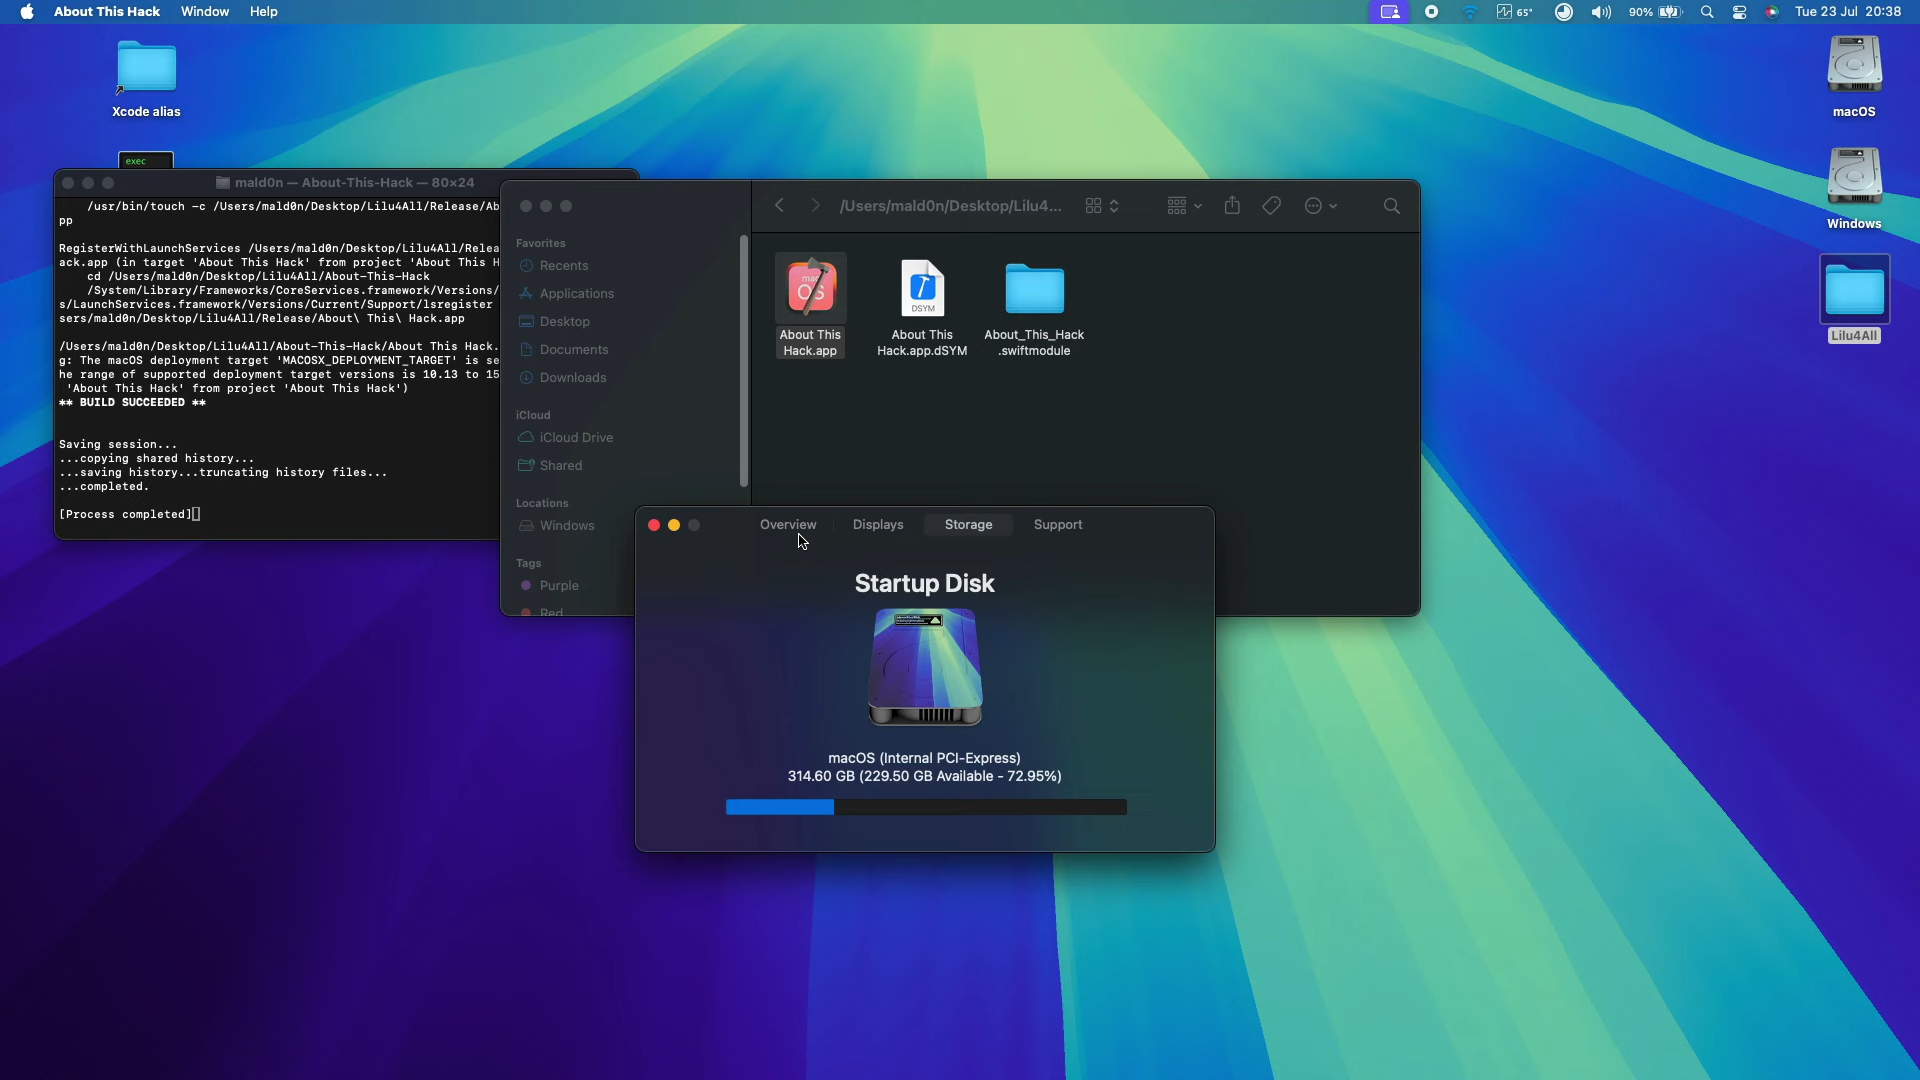 About This Hack Window Help
65° 90% Tue 23 Jul 20:38
Xcode alias
exec
macOS
Windows
Lilu4All
mald0n — About-This-Hack — 80×24
/usr/bin/touch -c /Users/mald0n/Desktop/Lilu4All/Release/Ab
pp
RegisterWithLaunchServices /Users/mald0n/Desktop/Lilu4All/Relea
ack.app (in target 'About This Hack' from project 'About This H
cd /Users/mald0n/Desktop/Lilu4All/About-This-Hack
/System/Library/Frameworks/CoreServices.framework/Versions/
s/LaunchServices.framework/Versions/Current/Support/lsregister
sers/mald0n/Desktop/Lilu4All/Release/About\ This\ Hack.app
/Users/mald0n/Desktop/Lilu4All/About-This-Hack/About This Hack.
g: The macOS deployment target 'MACOSX_DEPLOYMENT_TARGET' is se
he range of supported deployment target versions is 10.13 to 15
'About This Hack' from project 'About This Hack')
** BUILD SUCCEEDED **
Saving session...
...copying shared history...
...saving history...truncating history files...
...completed.
[Process completed]
/Users/mald0n/Desktop/Lilu4...
Favorites
Recents
Applications
Desktop
Documents
Downloads
iCloud
iCloud Drive
Shared
Locations
Windows
Tags
Purple
Red
mac
OS
About This
Hack.app
DSYM
About This
Hack.app.dSYM
About_This_Hack
.swiftmodule
Overview Displays Storage Support
Startup Disk
macOS (Internal PCI-Express)
314.60 GB (229.50 GB Available - 72.95%)